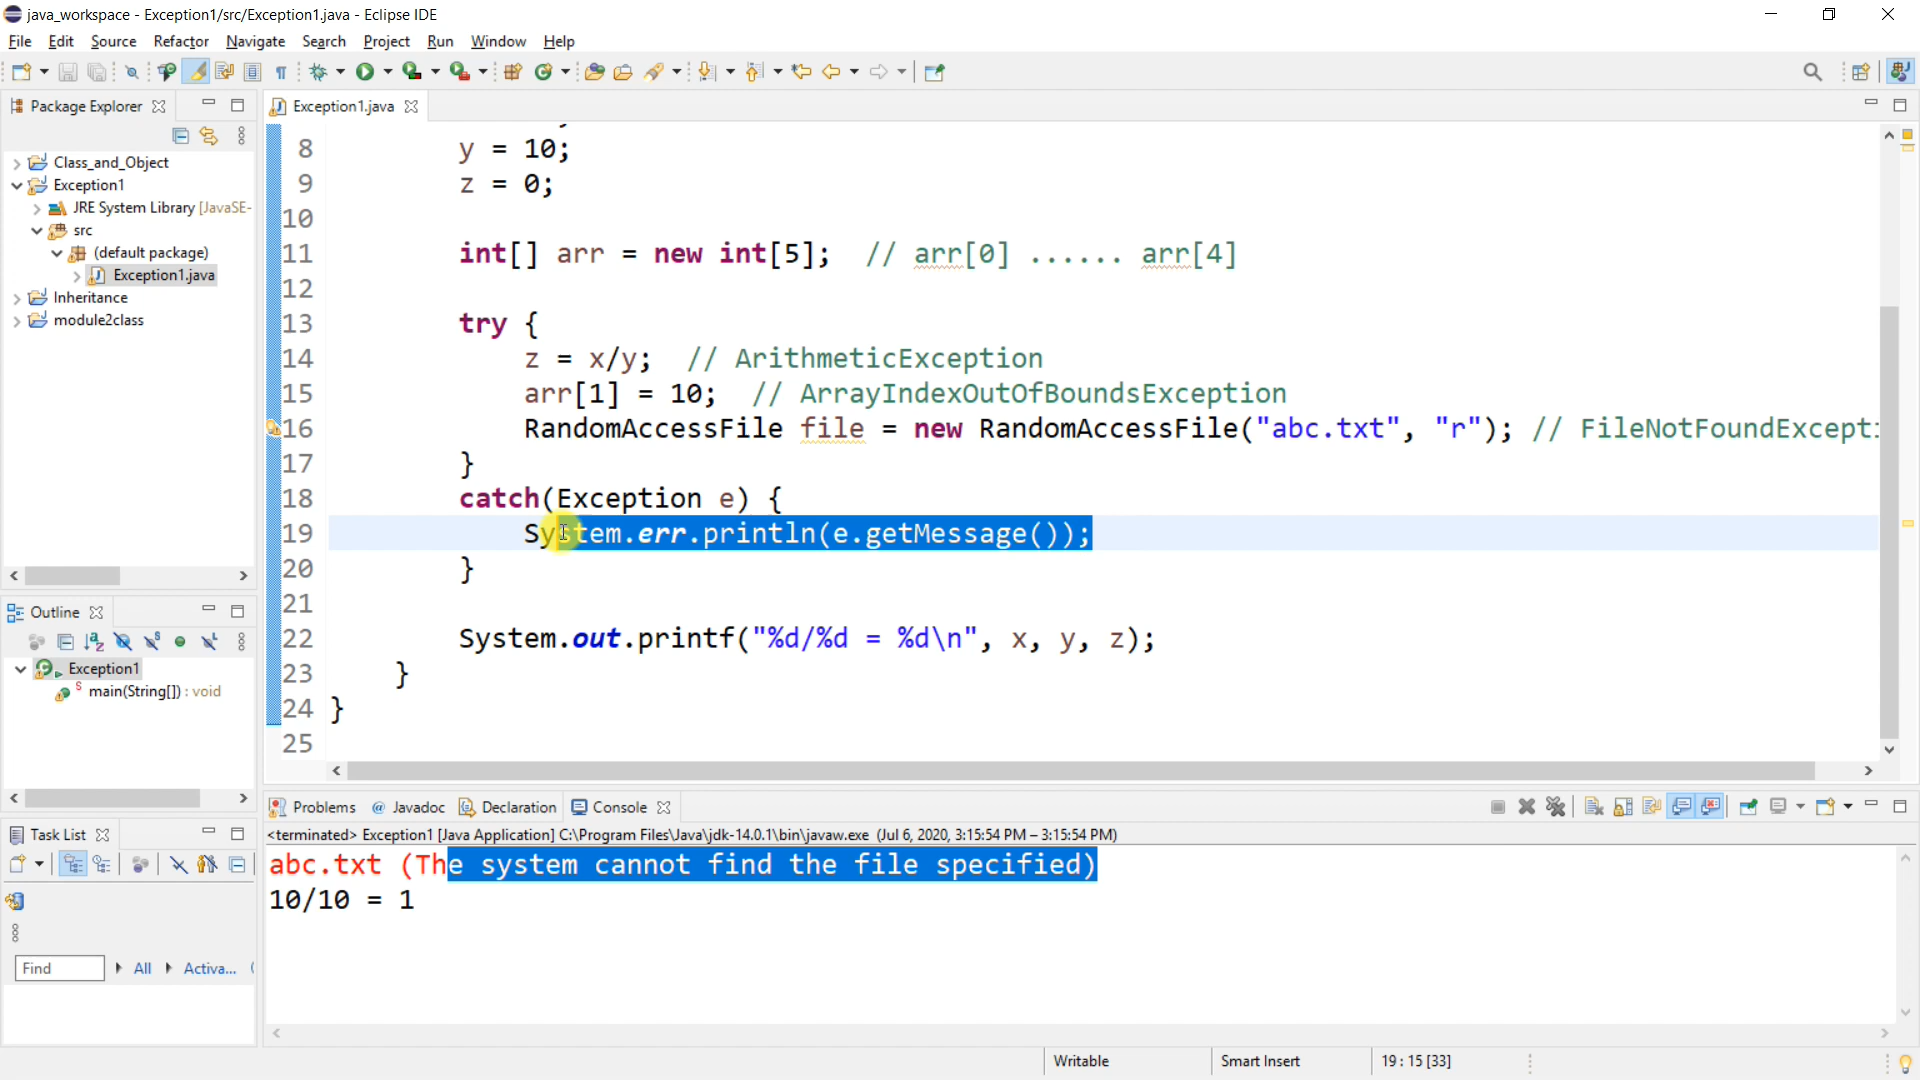 java_workspace - Exception1/src/Exception1.java - Eclipse IDE
File Edit Source Refactor Navigate Search Project Run Window Help
Package Explorer
Exception1.java
Class_and_Object
Exception1
JRE System Library [JavaSE-
src
(default package)
Exception1.java
Inheritance
module2class
8 y = 10;
9 z = 0;
10
11 int[] arr = new int[5]; // arr[0] ...... arr[4]
12
13 try {
14 z = x/y; // ArithmeticException
15 arr[1] = 10; // ArrayIndexOutOfBoundsException
16 RandomAccessFile file = new RandomAccessFile("abc.txt", "r"); // FileNotFoundExcept
17 }
18 catch(Exception e) {
19 System.err.println(e.getMessage());
20 }
21
22 System.out.printf("%d/%d = %d\n", x, y, z);
23 }
24 }
25
Outline
Exception1
main(String[]) : void
Task List
Find All Activa...
Problems Javadoc Declaration Console
<terminated> Exception1 [Java Application] C:\Program Files\Java\jdk-14.0.1\bin\javaw.exe (Jul 6, 2020, 3:15:54 PM – 3:15:54 PM)
abc.txt (The system cannot find the file specified)
10/10 = 1
Writable Smart Insert 19 : 15 [33]